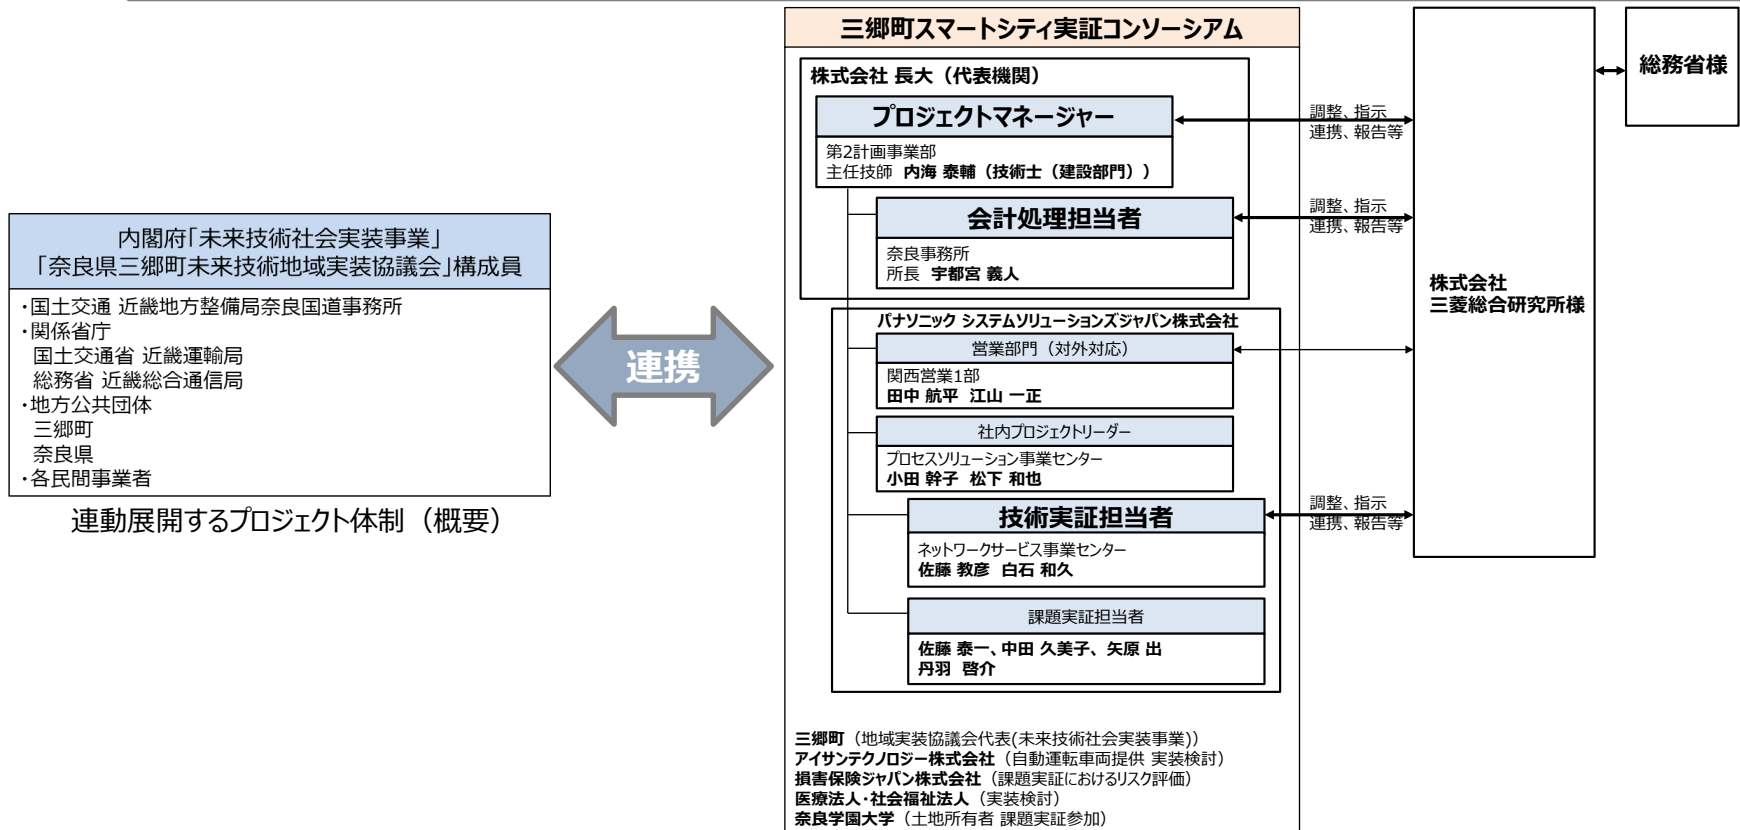 三郷町スマートシティ実証コンソーシアム
株式会社 長大（代表機関）
プロジェクトマネージャー
第2計画事業部
主任技師 内海 泰輔（技術士（建設部門））
会計処理担当者
奈良事務所
所長 宇都宮 義人
パナソニック システムソリューションズジャパン株式会社
営業部門（対外対応）
関西営業1部
田中 航平 江山 一正
社内プロジェクトリーダー
プロセスソリューション事業センター
小田 幹子 松下 和也
技術実証担当者
ネットワークサービス事業センター
佐藤 教彦 白石 和久
課題実証担当者
佐藤 泰一、中田 久美子、矢原 出
丹羽 啓介
三郷町（地域実装協議会代表(未来技術社会実装事業)）
アイサンテクノロジー株式会社（自動運転車両提供 実装検討）
損害保険ジャパン株式会社（課題実証におけるリスク評価）
医療法人・社会福祉法人（実装検討）
奈良学園大学（土地所有者 課題実証参加）
調整、指示
連携、報告等
調整、指示
連携、報告等
調整、指示
連携、報告等
株式会社
三菱総合研究所様
総務省様
内閣府「未来技術社会実装事業」
「奈良県三郷町未来技術地域実装協議会」構成員
・国土交通 近畿地方整備局奈良国道事務所
・関係省庁
国土交通省 近畿運輸局
総務省 近畿総合通信局
・地方公共団体
三郷町
奈良県
・各民間事業者
連動展開するプロジェクト体制（概要）
連携